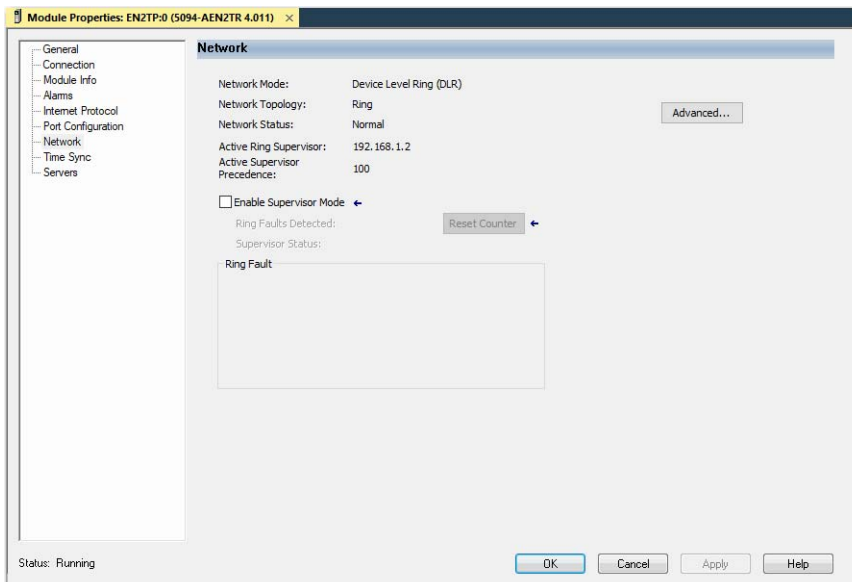 Module Properties: EN2TP:0 (5094-AEN2TR 4.011) ×
General
Connection
Module Info
Alarms
Internet Protocol
Port Configuration
Network
Time Sync
Servers
Network
Network Mode: Device Level Ring (DLR)
Network Topology: Ring
Network Status: Normal
Advanced...
Active Ring Supervisor: 192.168.1.2
Active Supervisor
Precedence: 100
Enable Supervisor Mode ←
Ring Faults Detected: Reset Counter ←
Supervisor Status:
Ring Fault
Status: Running
OK Cancel Apply Help